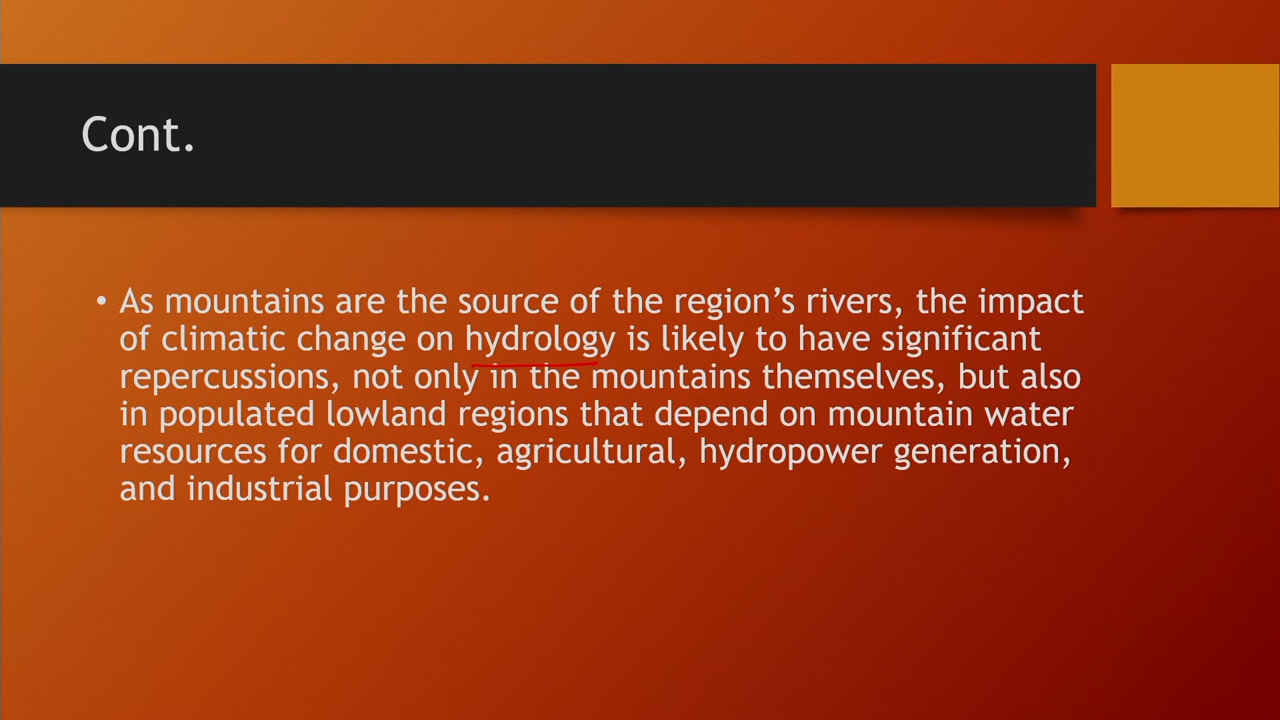 Cont.
• As mountains are the source of the region’s rivers, the impact
of climatic change on hydrology is likely to have significant
repercussions, not only in the mountains themselves, but also
in populated lowland regions that depend on mountain water
resources for domestic, agricultural, hydropower generation,
and industrial purposes.